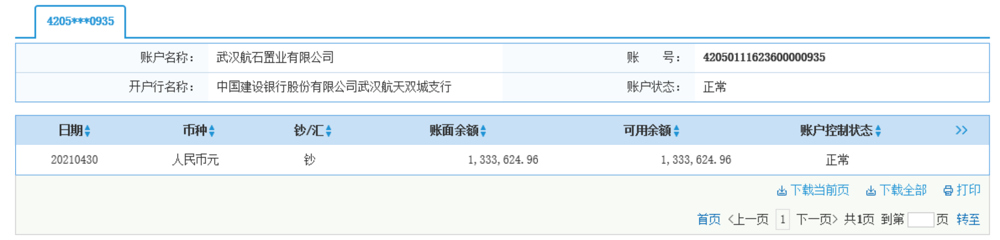 4205***0935
账户名称： 武汉航石置业有限公司 账 号： 42050111623600000935
开户行名称： 中国建设银行股份有限公司武汉航天双城支行 账户状态： 正常
日期 币种 钞/汇 账面余额 可用余额 账户控制状态 >>
20210430 人民币元 钞 1,333,624.96 1,333,624.96 正常
下载当前页 下载全部 打印
首页 <上一页 1 下一页> 共1页 到第 页 转至